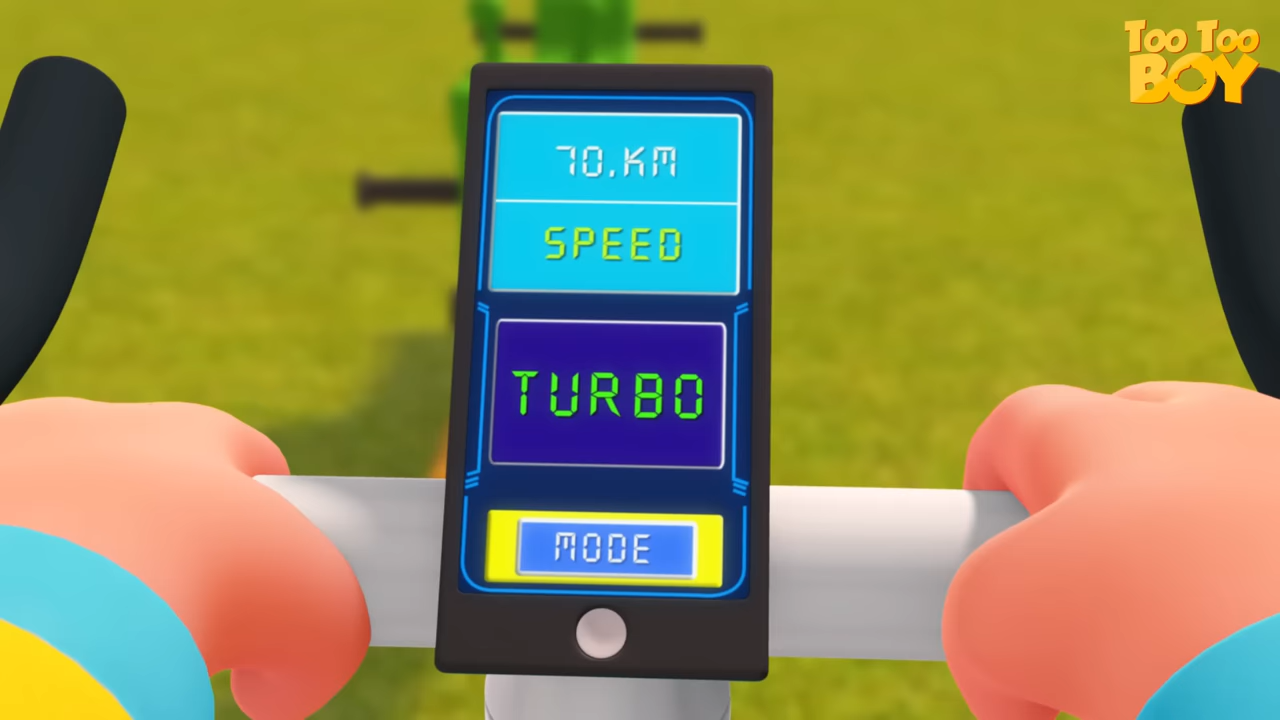 TOO TOO
BOY
70.KM
SPEED
TURBO
MODE